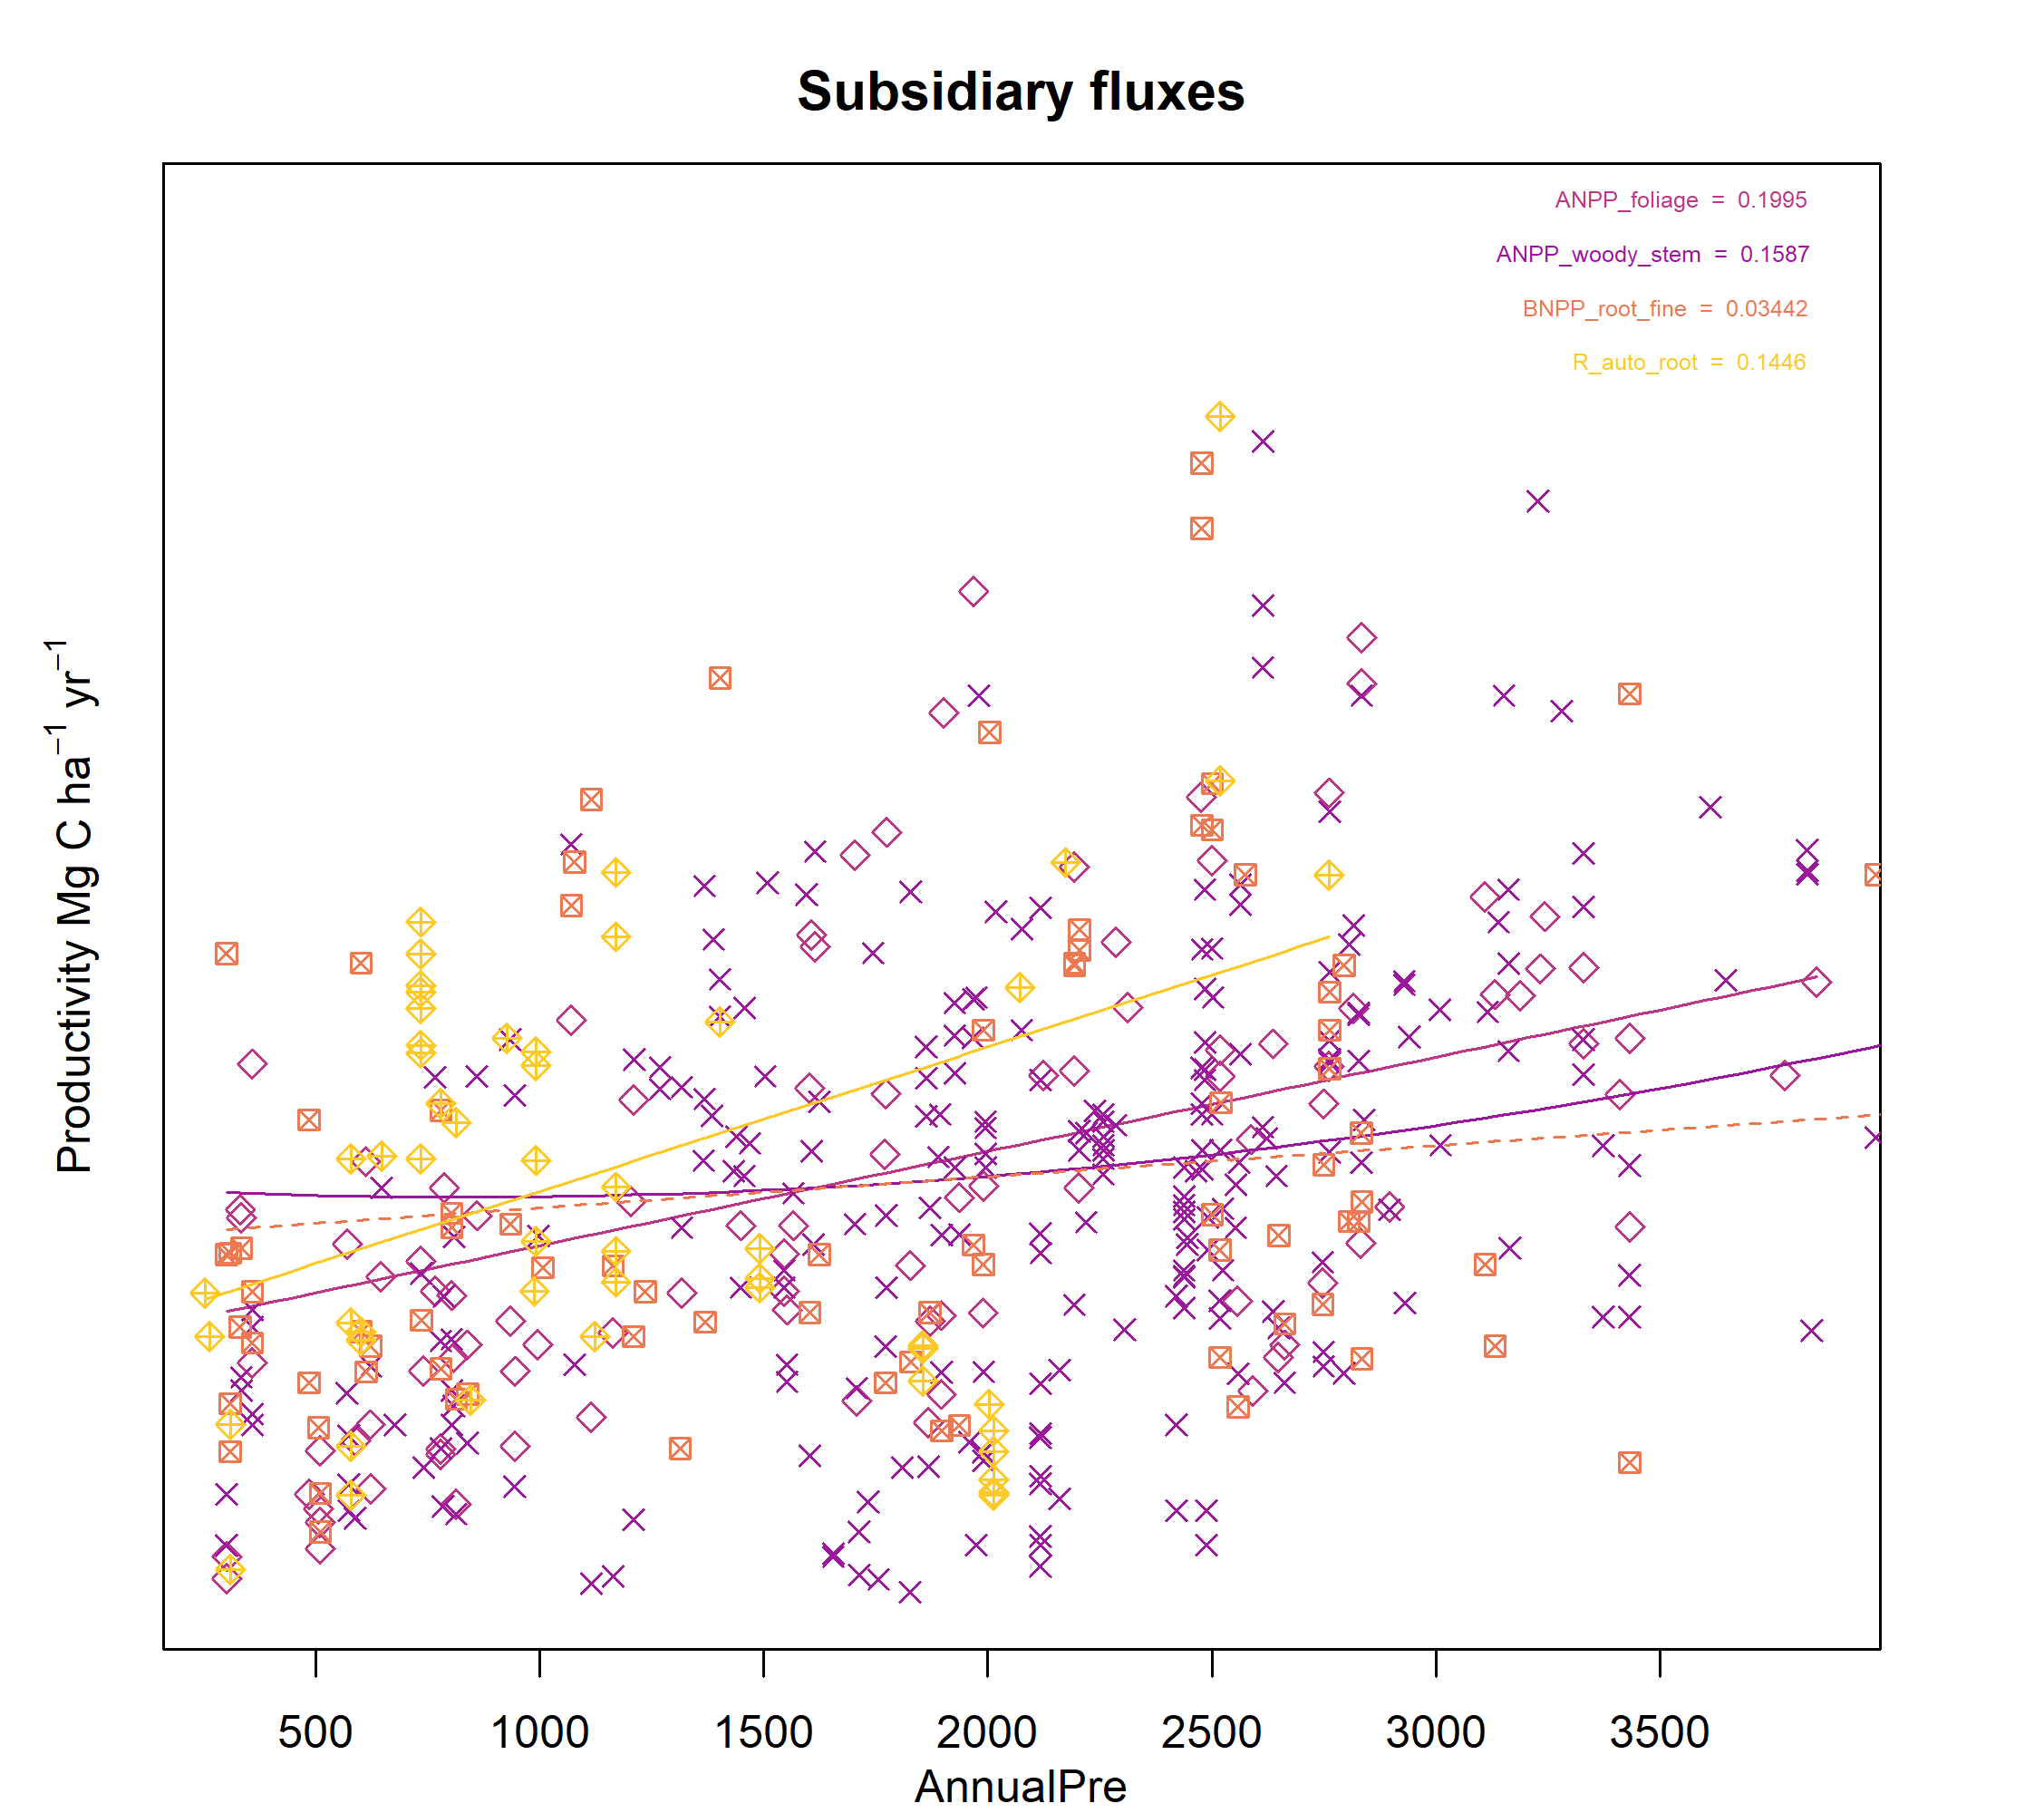 Subsidiary fluxes
ANPP_foliage = 0.1995
ANPP_woody_stem = 0.1587
BNPP_root_fine = 0.03442
R_auto_root = 0.1446
Productivity Mg C ha⁻¹ yr⁻¹
500 1000 1500 2000 2500 3000 3500
AnnualPre